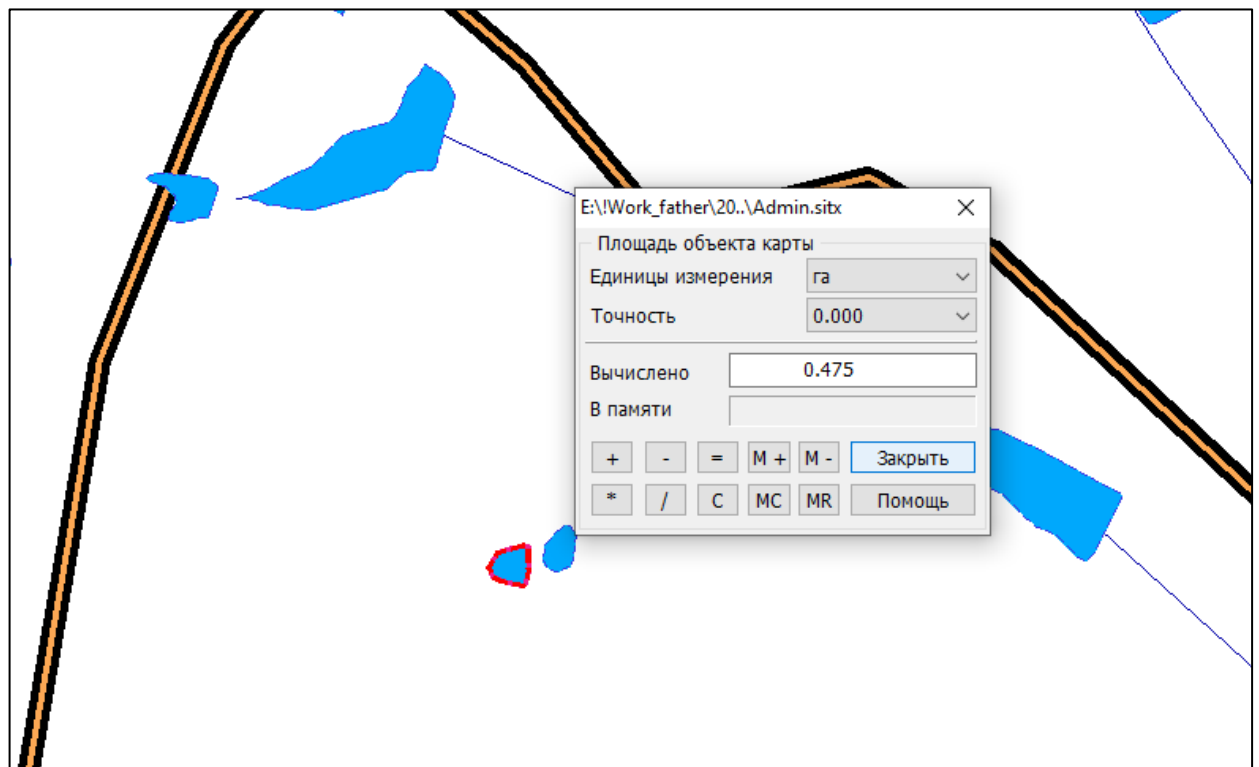 E:\!Work_father\20..\Admin.sitx
Площадь объекта карты
Единицы измерения га
Точность 0.000
Вычислено 0.475
В памяти
+ - = M + M - Закрыть
* / C MC MR Помощь